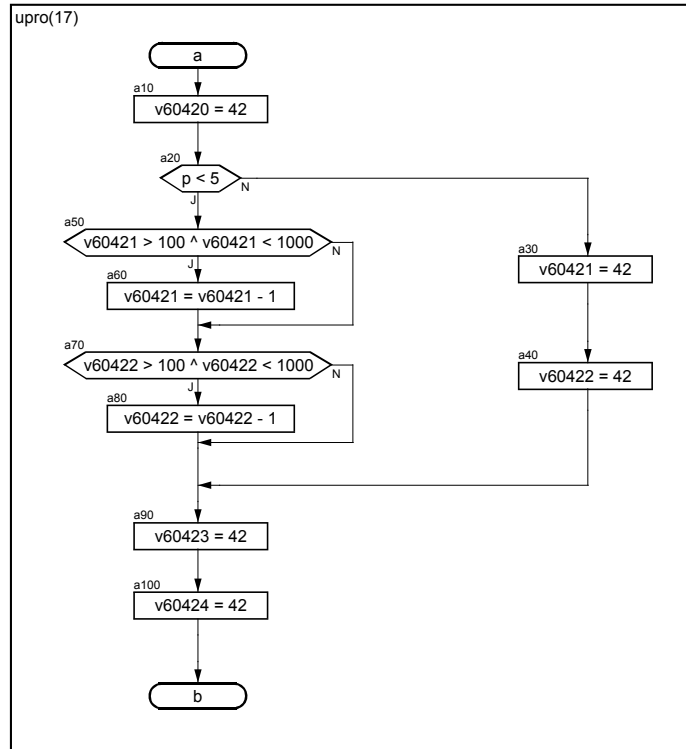 upro(17)
a
a10
v60420 = 42
a20
p < 5
J
N
a50
v60421 > 100 ^ v60421 < 1000
J
N
a60
v60421 = v60421 - 1
a70
v60422 > 100 ^ v60422 < 1000
J
N
a80
v60422 = v60422 - 1
a30
v60421 = 42
a40
v60422 = 42
a90
v60423 = 42
a100
v60424 = 42
b